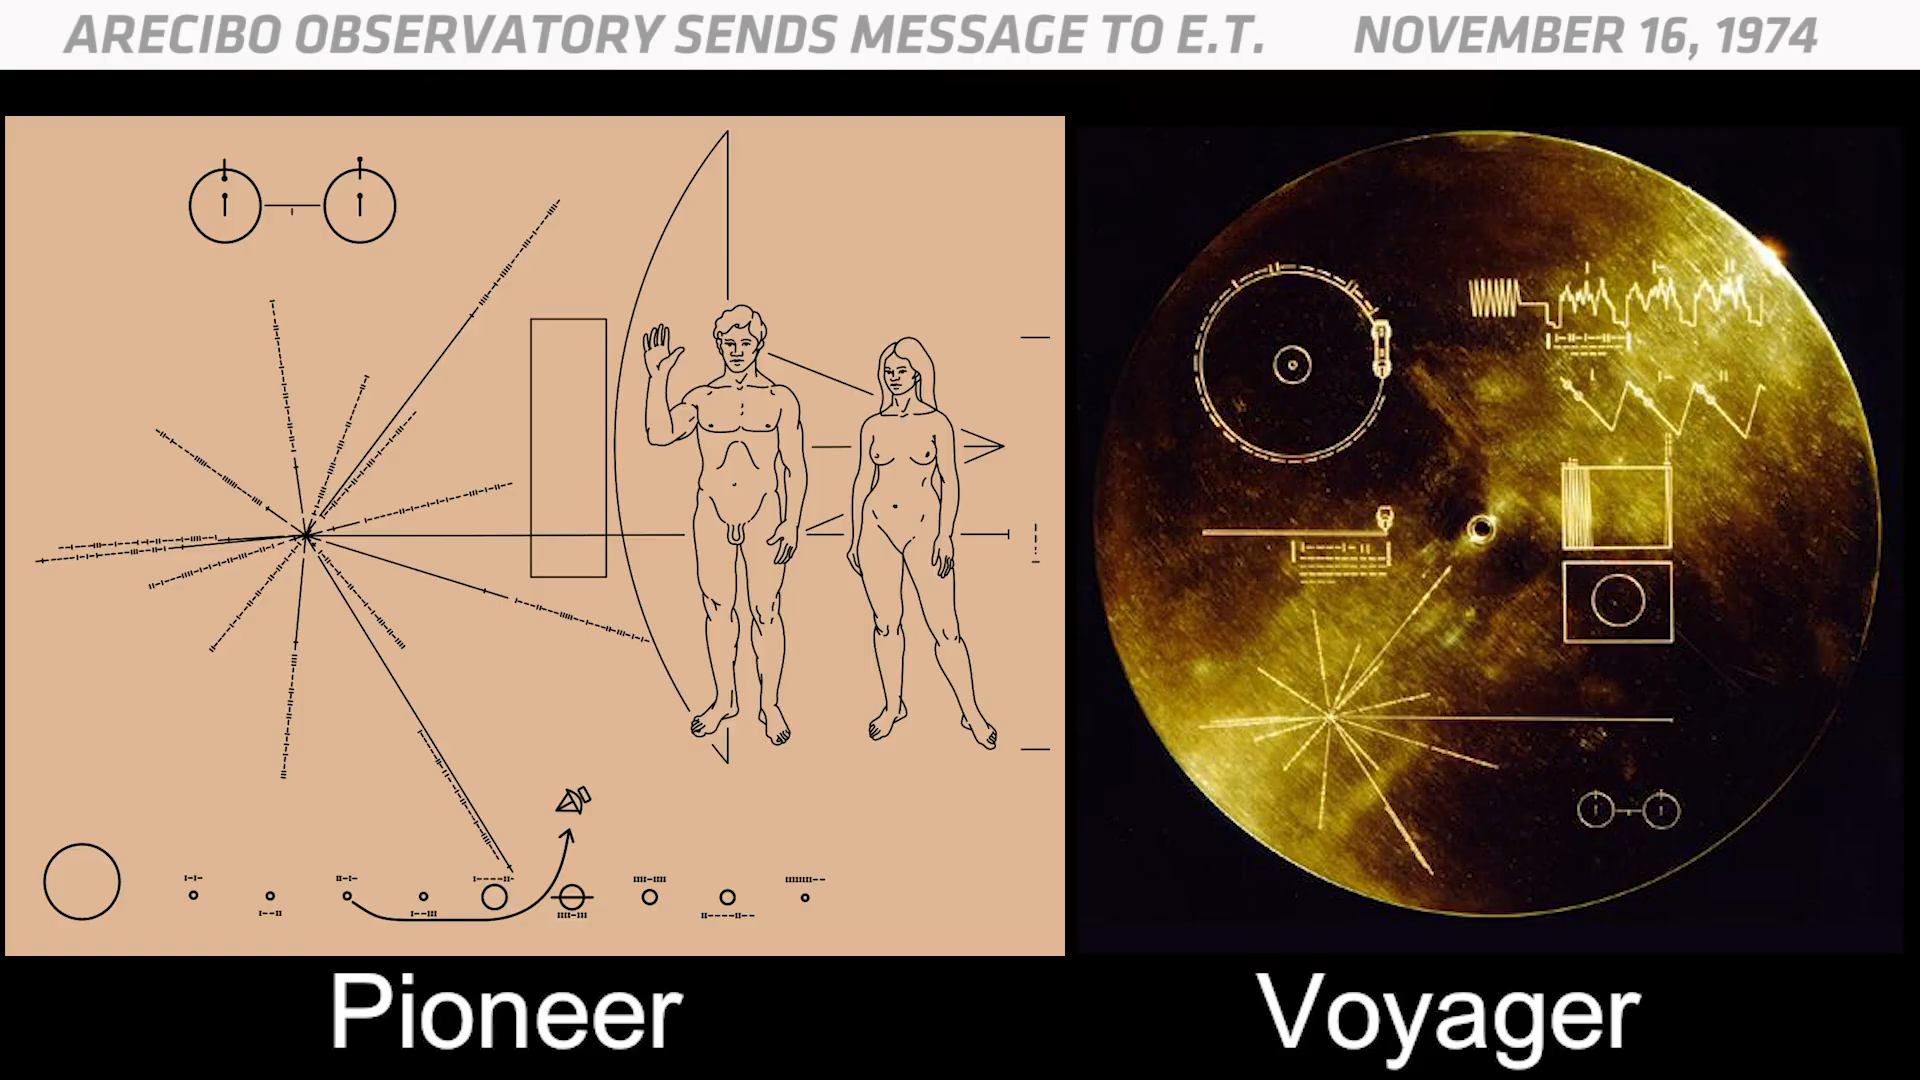 ARECIBO OBSERVATORY SENDS MESSAGE TO E.T. NOVEMBER 16, 1974
Pioneer
Voyager